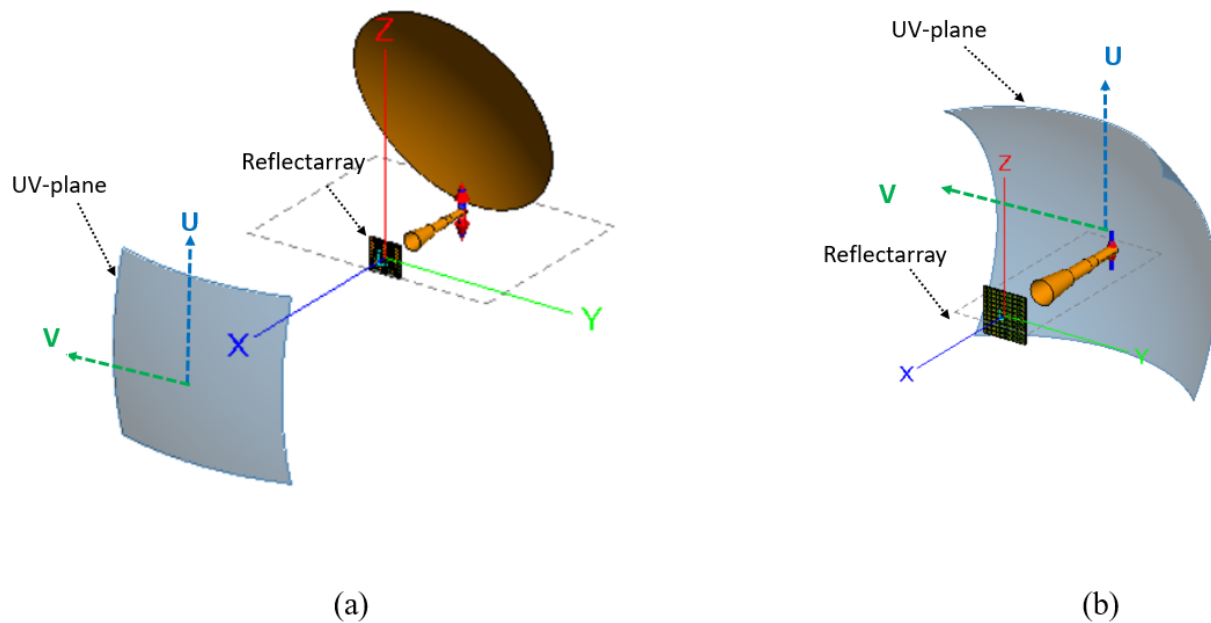 Z
Reflectarray
UV-plane
U
V
X
Y
(a)
UV-plane
U
Z
V
Reflectarray
X
Y
(b)